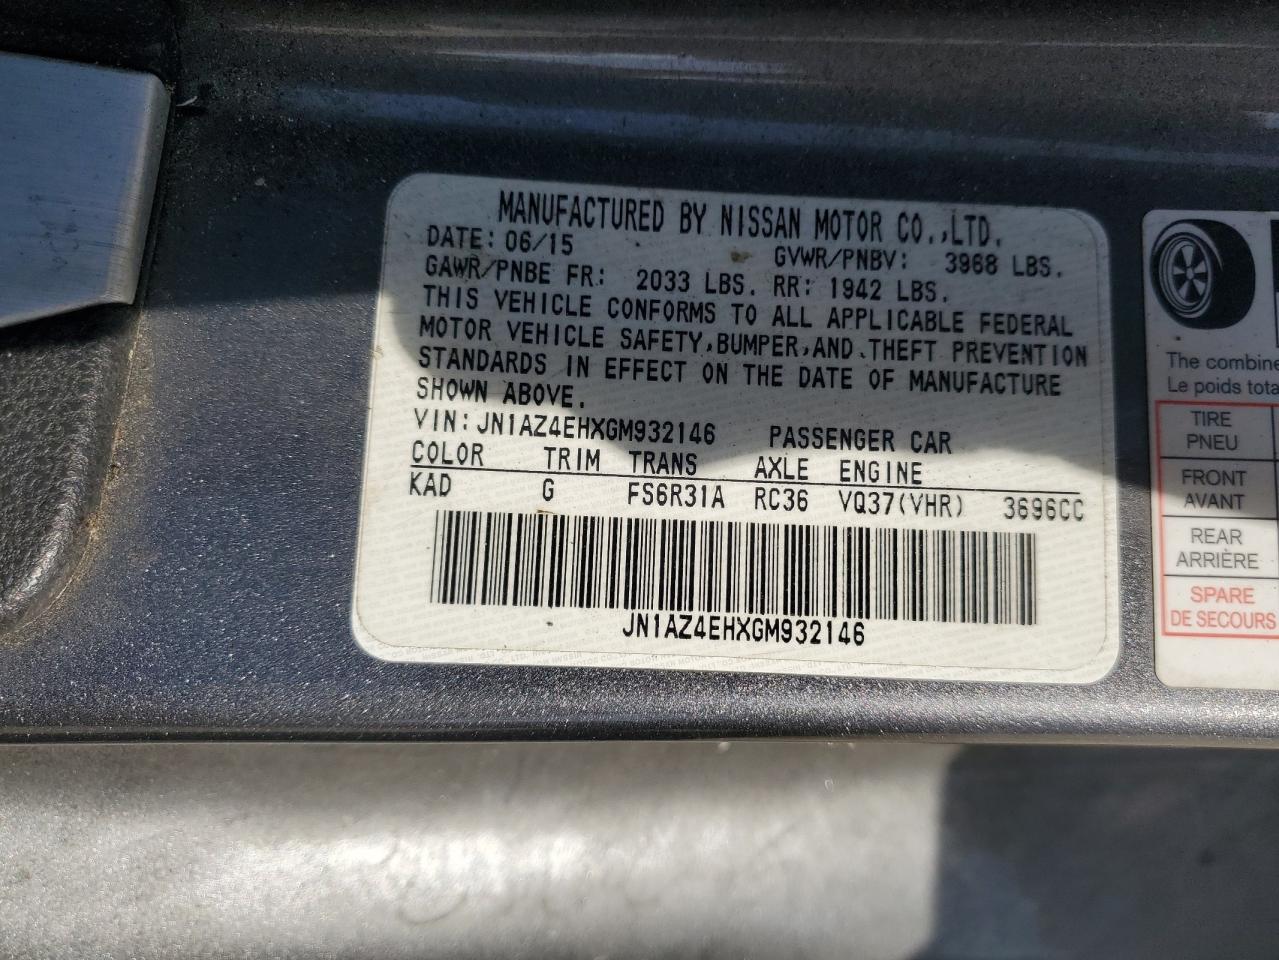 MANUFACTURED BY NISSAN MOTOR CO.,LTD.
DATE: 06/15 GVWR/PNBV: 3968 LBS.
GAWR/PNBE FR: 2033 LBS. RR: 1942 LBS.
THIS VEHICLE CONFORMS TO ALL APPLICABLE FEDERAL
MOTOR VEHICLE SAFETY,BUMPER,AND THEFT PREVENTION
STANDARDS IN EFFECT ON THE DATE OF MANUFACTURE
SHOWN ABOVE.
VIN: JN1AZ4EHXGM932146 PASSENGER CAR
COLOR TRIM TRANS AXLE ENGINE
KAD G FS6R31A RC36 VQ37(VHR) 3696CC
JN1AZ4EHXGM932146
The combine
Le poids tota
TIRE
PNEU
FRONT
AVANT
REAR
ARRIÈRE
SPARE
DE SECOURS